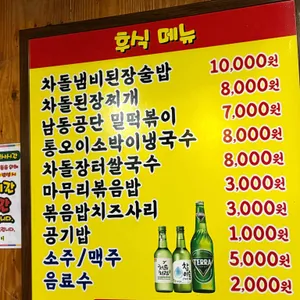 후식 메뉴
차돌냄비된장술밥 10,000원
차돌된장찌개 8,000원
남동공단 밀떡볶이 7,000원
통오이소박이냉국수 8,000원
차돌장터쌀국수 8,000원
마무리볶음밥 3,000원
볶음밥치즈사리 3,000원
공기밥 1,000원
소주/맥주 5,000원
음료수 2,000원
TERRA